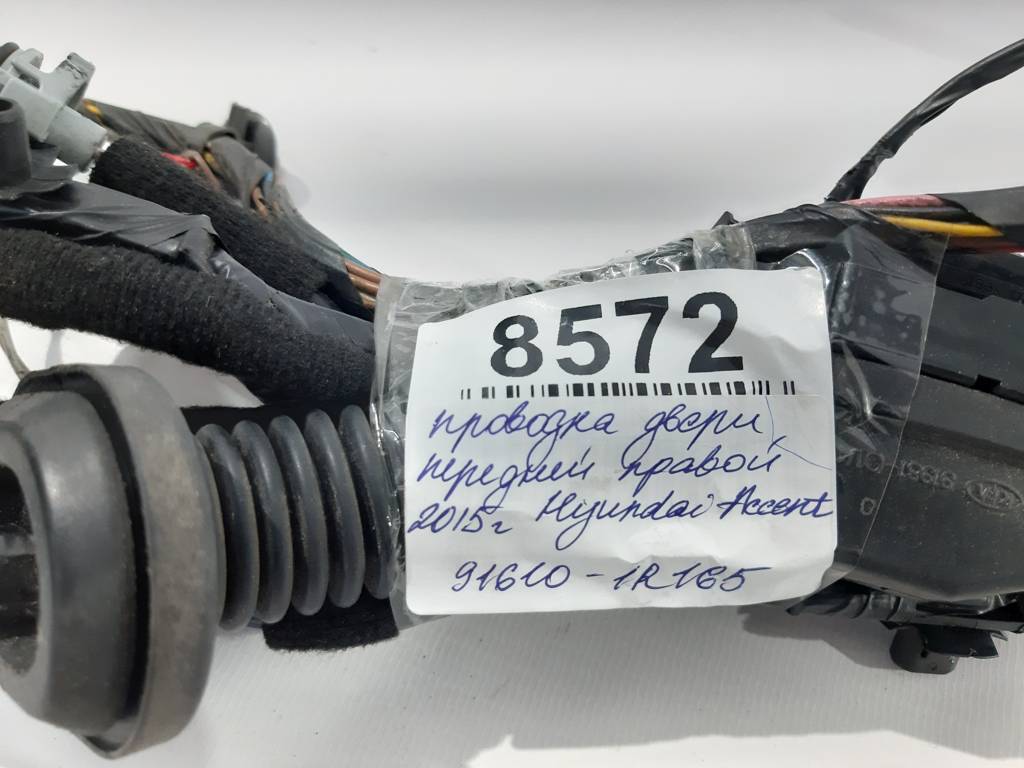 8572
проводка двери
передней правой
2015г Hyundai Accent
91610-1R165